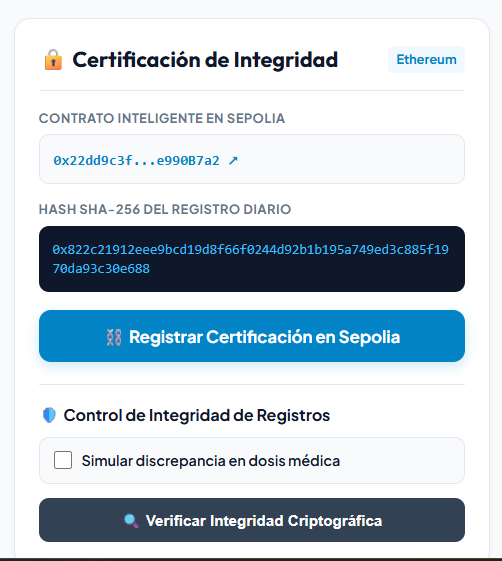 Certificación de Integridad
Ethereum
CONTRATO INTELIGENTE EN SEPOLIA
0x22dd9c3f...e990B7a2 ↗
HASH SHA-256 DEL REGISTRO DIARIO
0x822c21912eee9bcd19d8f66f0244d92b1b195a749ed3c885f19
70da93c30e688
Registrar Certificación en Sepolia
Control de Integridad de Registros
Simular discrepancia en dosis médica
Verificar Integridad Criptográfica